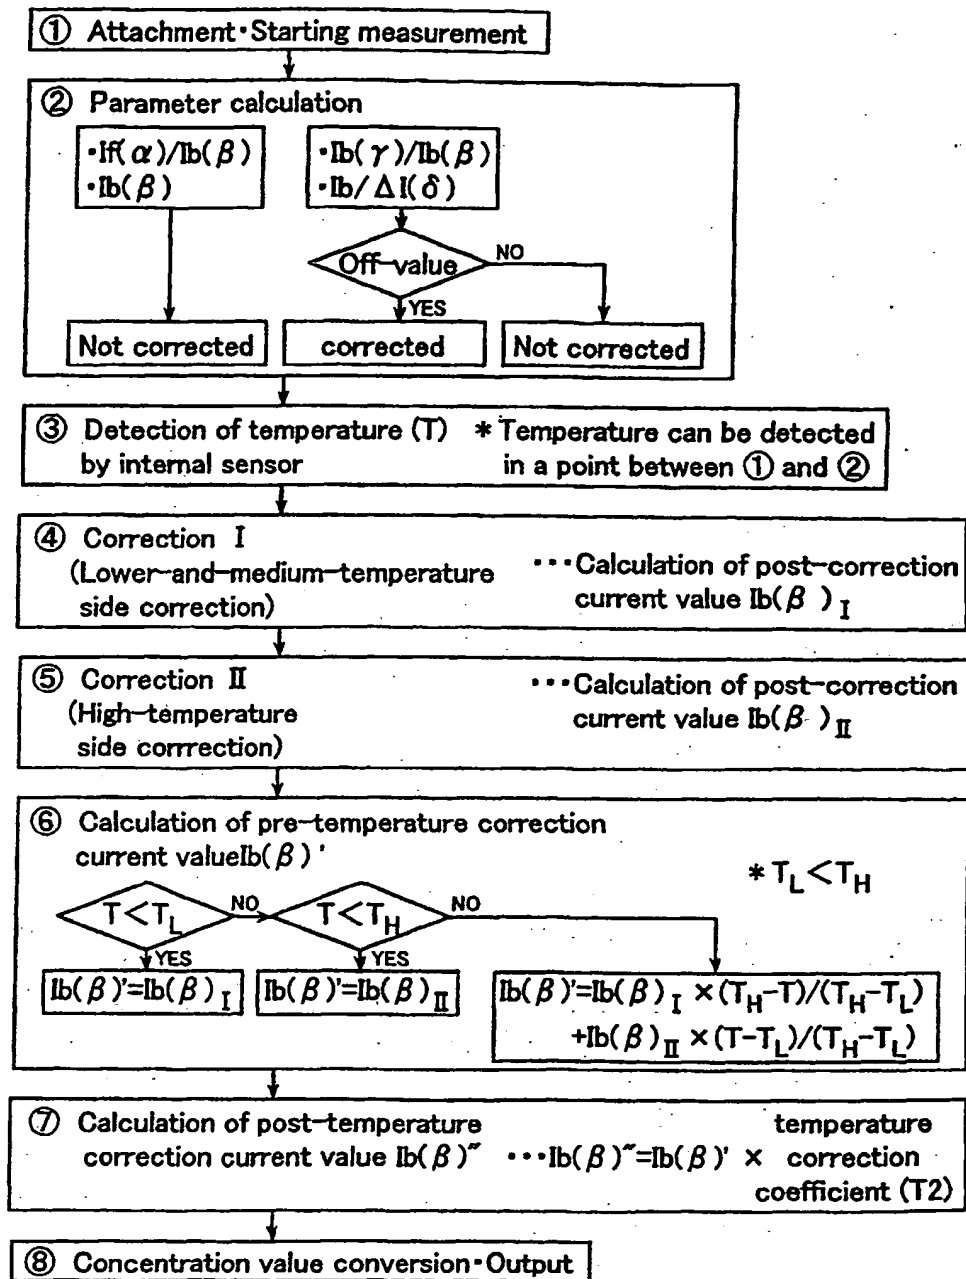 ① Attachment・Starting measurement
② Parameter calculation
・If(α)/Ib(β)
・Ib(β)
・Ib(γ)/Ib(β)
・Ib/ΔI(δ)
Off-value
NO
YES
Not corrected
corrected
Not corrected
③ Detection of temperature (T)
by internal sensor
* Temperature can be detected
in a point between ① and ②
④ Correction I
(Lower-and-medium-temperature
side correction)
・・・Calculation of post-correction
current value Ib(β )I
⑤ Correction II
(High-temperature
side corrrection)
・・・Calculation of post-correction
current value Ib(β )II
⑥ Calculation of pre-temperature correction
current valueIb(β)'
* TL<TH
T<TL
NO
T<TH
NO
YES
YES
Ib(β)'=Ib(β)I
Ib(β)'=Ib(β)II
Ib(β)'=Ib(β)I ×(TH-T)/(TH-TL)
+Ib(β)II ×(T-TL)/(TH-TL)
⑦ Calculation of post-temperature
correction current value Ib(β)″
・・・Ib(β)″=Ib(β)' ×
temperature
correction
coefficient (T2)
⑧ Concentration value conversion・Output